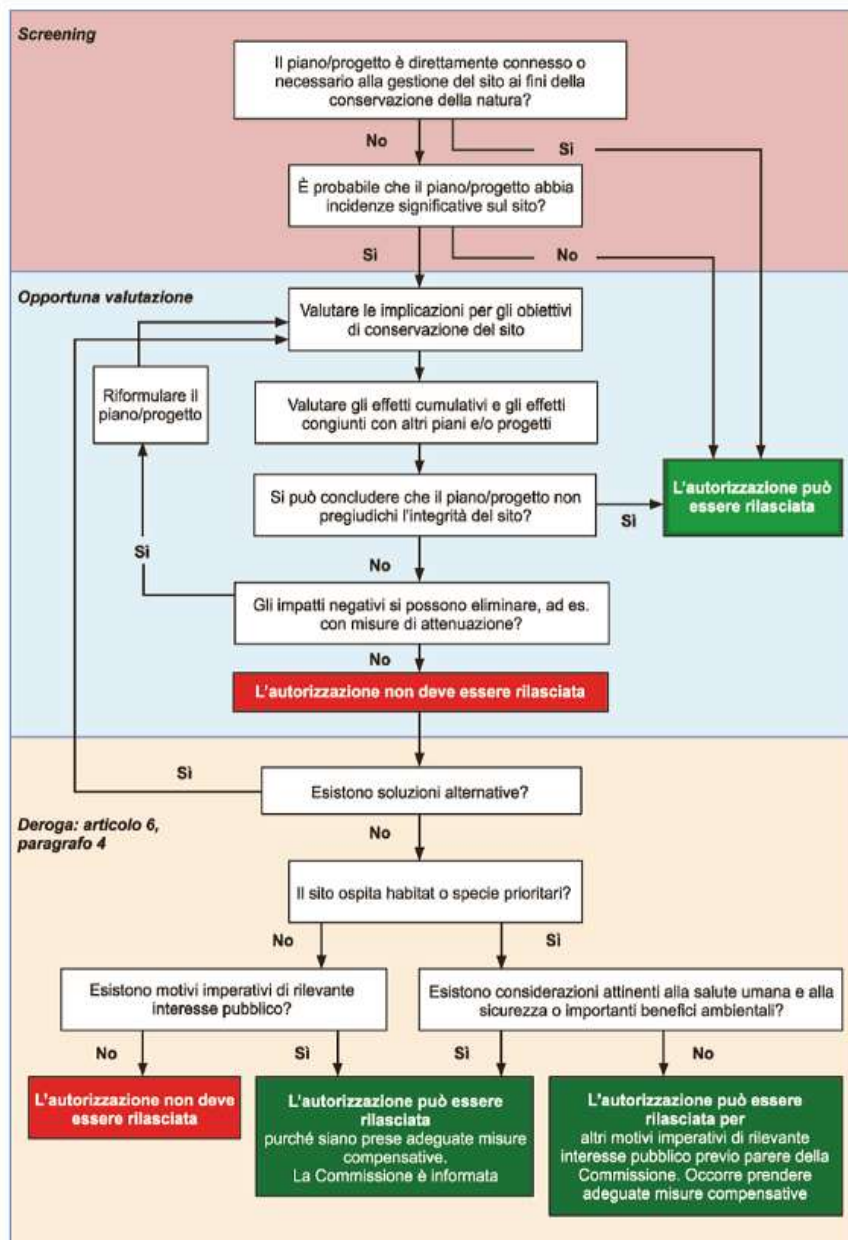 Screening
Il piano/progetto è direttamente connesso o
necessario alla gestione del sito ai fini della
conservazione della natura?
No
Sì
È probabile che il piano/progetto abbia
incidenze significative sul sito?
Sì
No
Opportuna valutazione
Valutare le implicazioni per gli obiettivi
di conservazione del sito
Riformulare il
piano/progetto
Valutare gli effetti cumulativi e gli effetti
congiunti con altri piani e/o progetti
Si può concludere che il piano/progetto non
pregiudichi l'integrità del sito?
Sì
L'autorizzazione può
essere rilasciata
Sì
No
Gli impatti negativi si possono eliminare, ad es.
con misure di attenuazione?
No
L'autorizzazione non deve essere rilasciata
Sì
Esistono soluzioni alternative?
Deroga: articolo 6,
paragrafo 4
No
Il sito ospita habitat o specie prioritari?
No
Sì
Esistono motivi imperativi di rilevante
interesse pubblico?
Esistono considerazioni attinenti alla salute umana e alla
sicurezza o importanti benefici ambientali?
No
Sì
Sì
No
L'autorizzazione non deve
essere rilasciata
L'autorizzazione può essere
rilasciata
purché siano prese adeguate misure
compensative.
La Commissione è informata
L'autorizzazione può essere
rilasciata per
altri motivi imperativi di rilevante
interesse pubblico previo parere della
Commissione. Occorre prendere
adeguate misure compensative